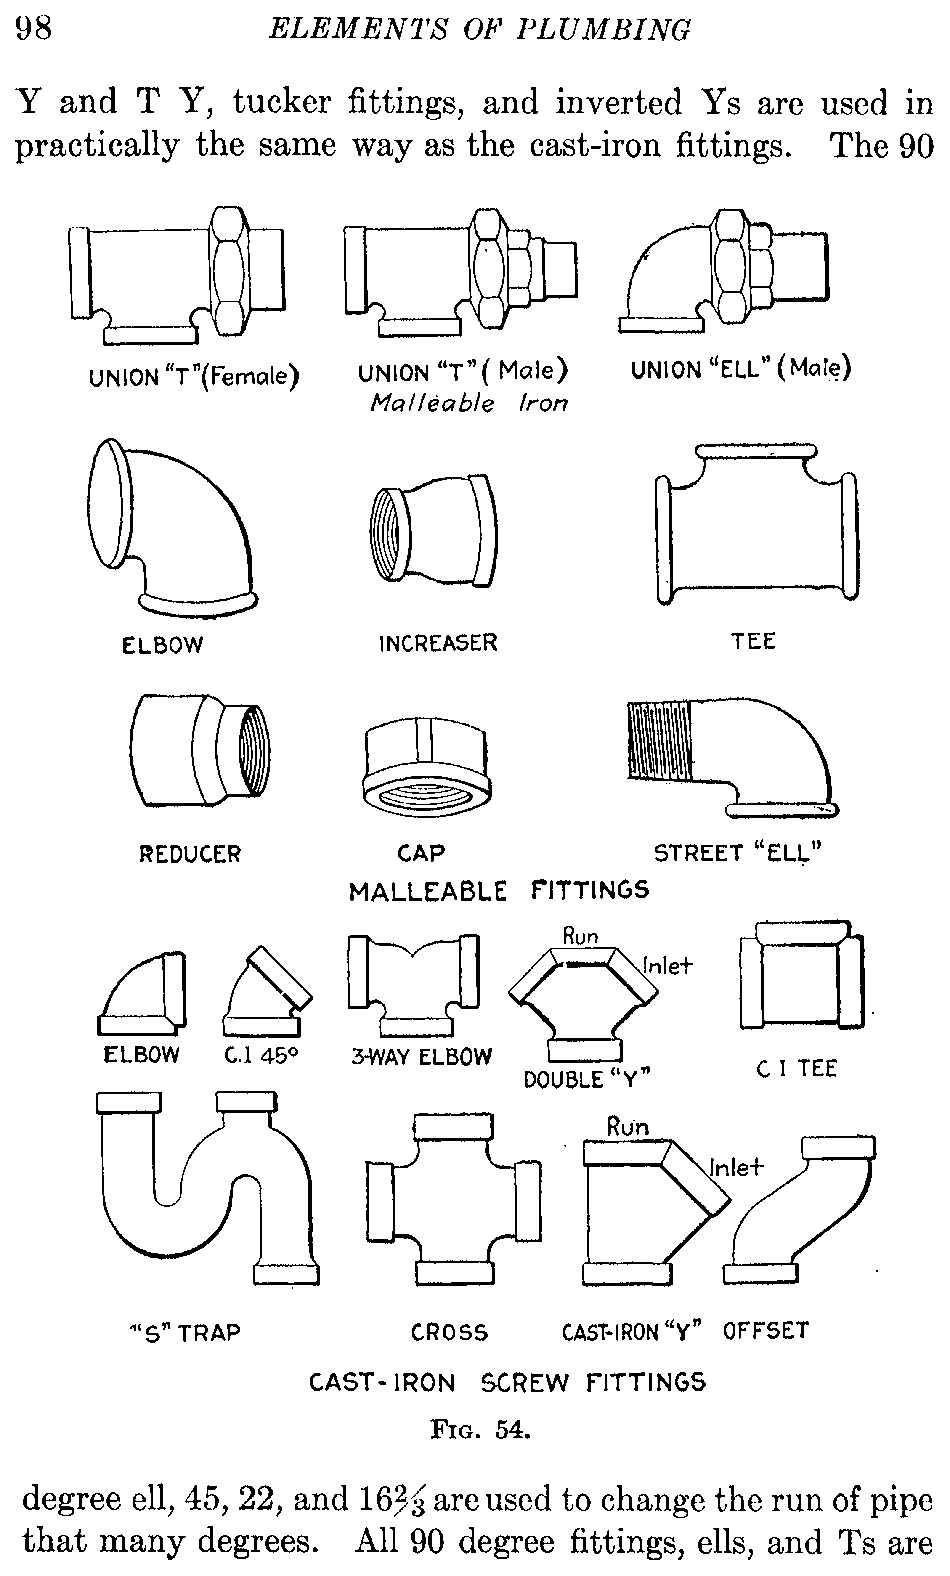 98 ELEMENTS OF PLUMBING
Y and T Y, tucker fittings, and inverted Ys are used in
practically the same way as the cast-iron fittings. The 90
UNION "T" (Female) UNION "T" (Male) UNION "ELL" (Male)
Malleable Iron
ELBOW INCREASER TEE
REDUCER CAP STREET "ELL"
MALLEABLE FITTINGS
Run
Inlet
ELBOW C.I 45° 3-WAY ELBOW DOUBLE "Y" C I TEE
Run
Inlet
"S" TRAP CROSS CAST-IRON "Y" OFFSET
CAST-IRON SCREW FITTINGS
FIG. 54.
degree ell, 45, 22, and 16⅔ are used to change the run of pipe
that many degrees. All 90 degree fittings, ells, and Ts are